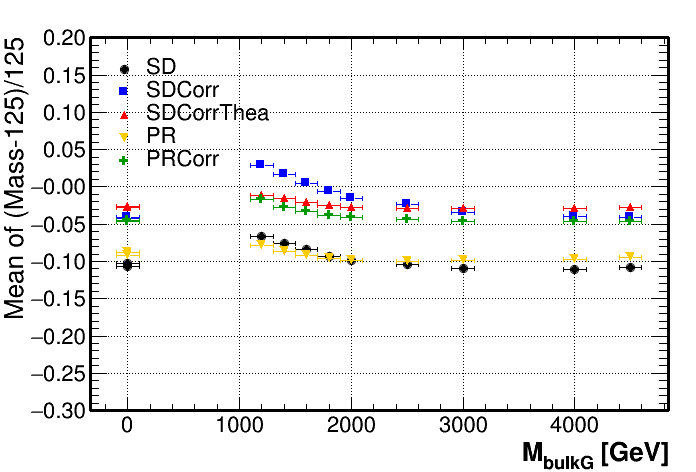 Mean of (Mass-125)/125
0.20
0.15
0.10
0.05
−0.00
−0.05
−0.10
−0.15
−0.20
−0.25
−0.30
SD
SDCorr
SDCorrThea
PR
PRCorr
0 1000 2000 3000 4000
M_bulkG [GeV]